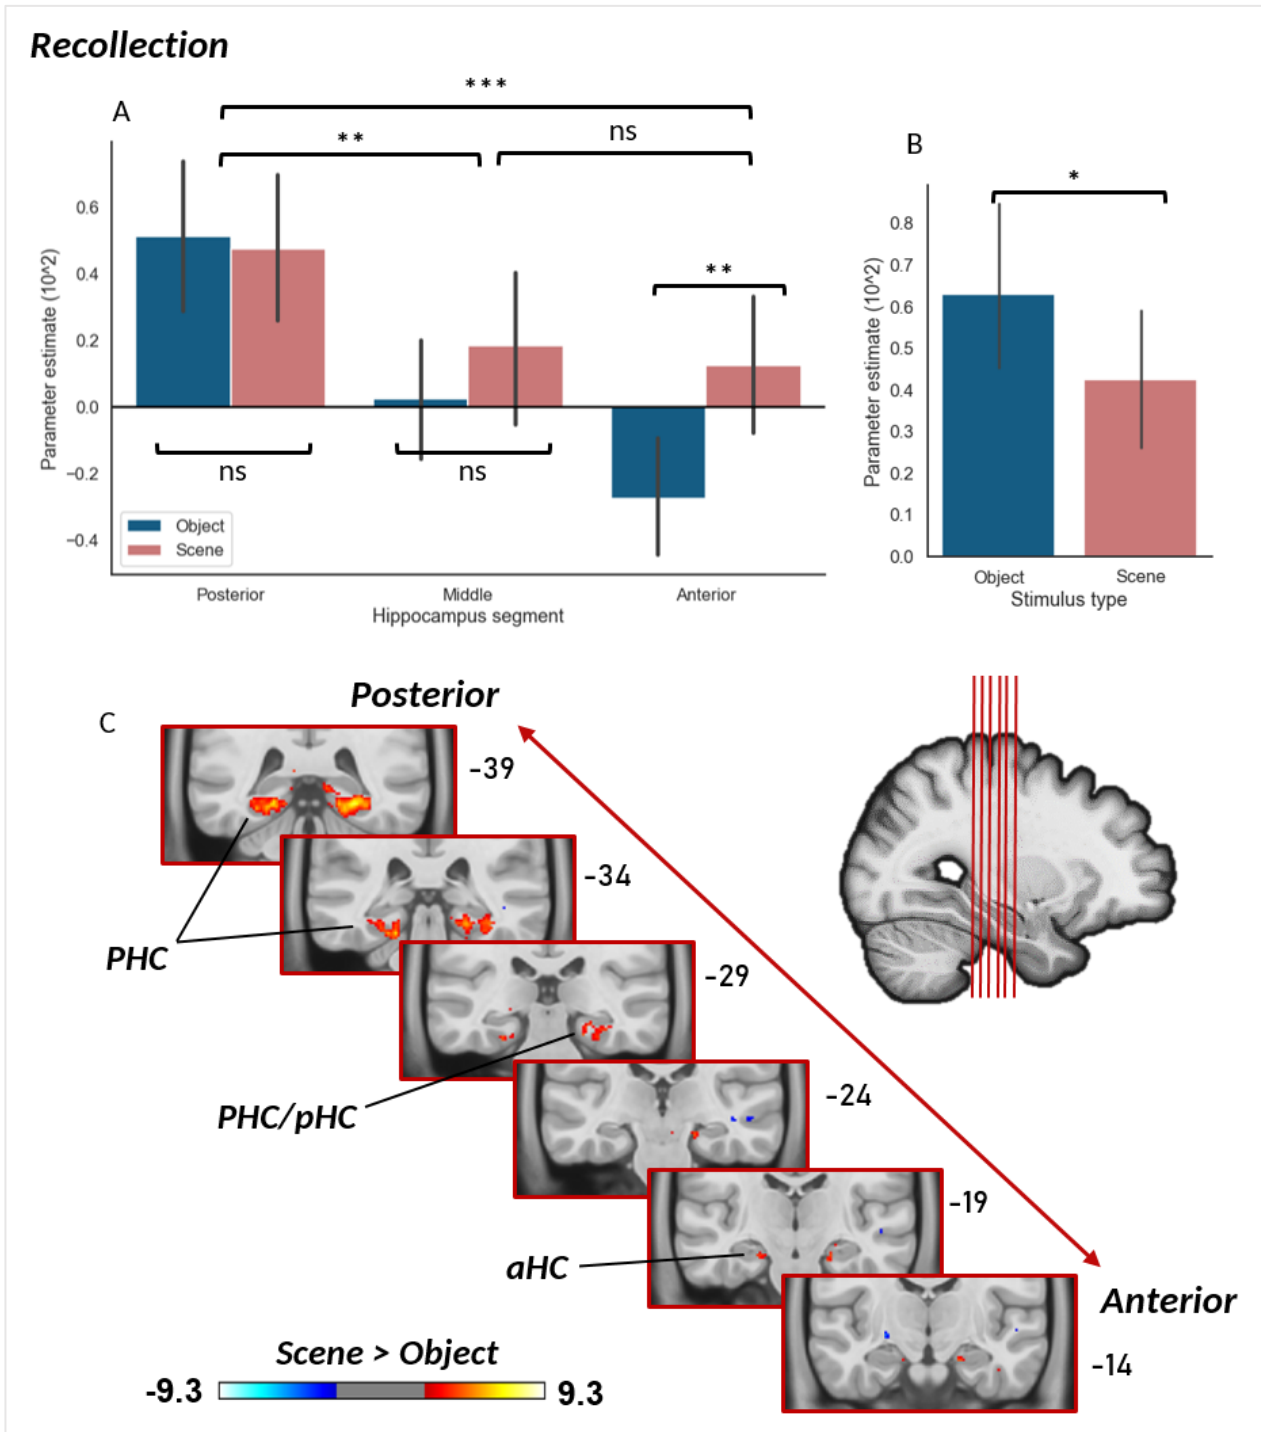 Recollection
A
***
**
ns
**
0.6
0.4
0.2
0.0
−0.2
−0.4
Parameter estimate (10^2)
ns
ns
Object
Scene
Posterior
Middle
Anterior
Hippocampus segment
B
*
0.8
0.7
0.6
0.5
0.4
0.3
0.2
0.1
0.0
Parameter estimate (10^2)
Object
Scene
Stimulus type
C
Posterior
-39
-34
PHC
-29
PHC/pHC
-24
-19
aHC
Anterior
-14
Scene > Object
-9.3
9.3